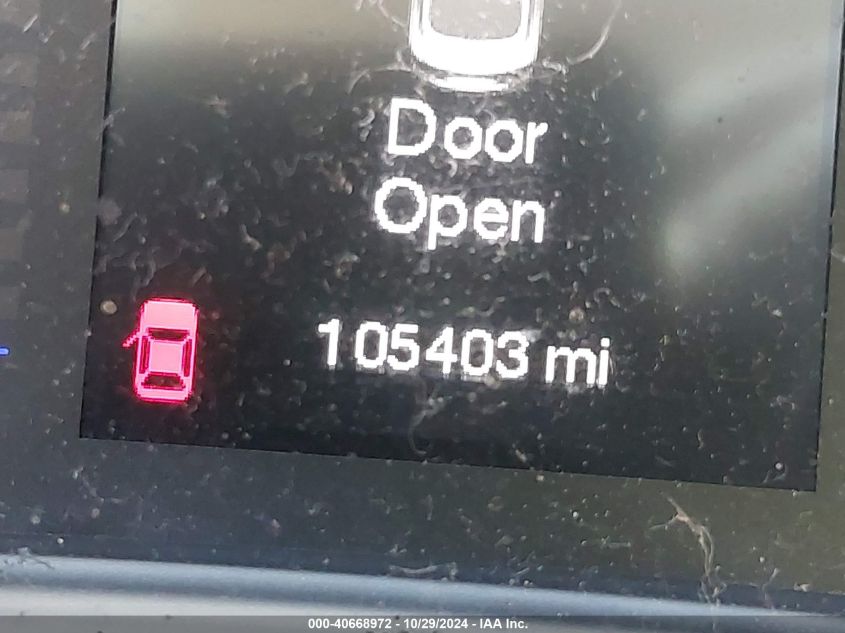 Door
Open
105403 mi
000-40668972 - 10/29/2024 - IAA Inc.